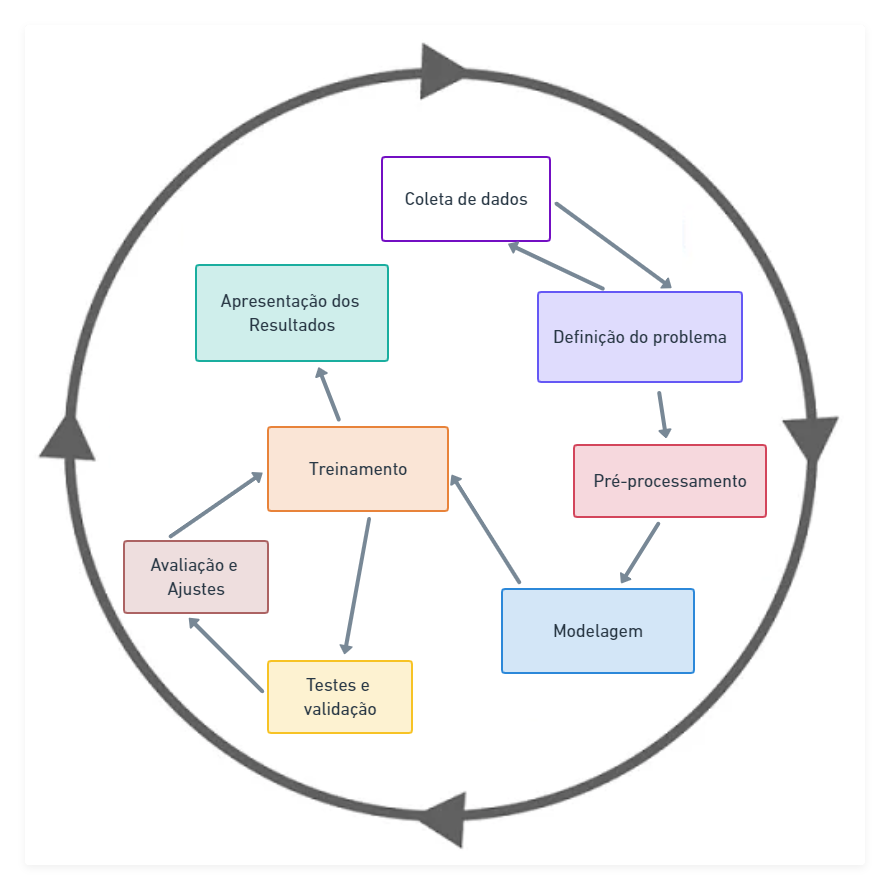 Coleta de dados
Apresentação dos
Resultados
Definição do problema
Treinamento
Pré-processamento
Avaliação e
Ajustes
Modelagem
Testes e
validação